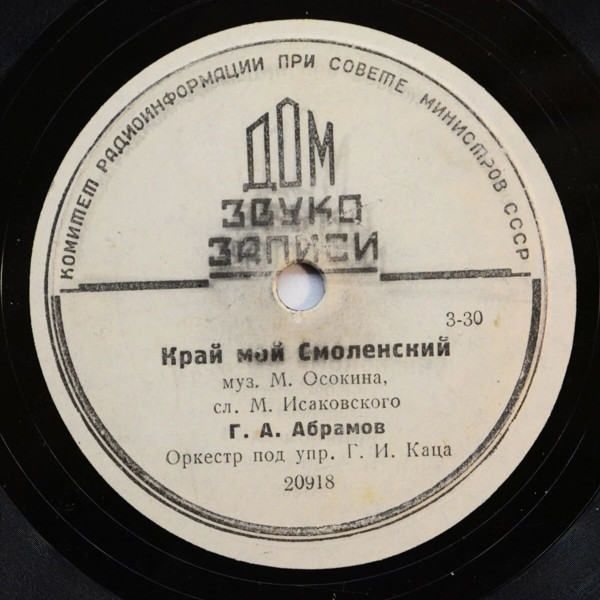 КОМИТЕТ РАДИОИНФОРМАЦИИ ПРИ СОВЕТЕ МИНИСТРОВ СССР
ДОМ
ЗВУКО
ЗАПИСИ
3-30
Край мой Смоленский
муз. М. Осокина,
сл. М. Исаковского
Г. А. Абрамов
Оркестр под упр. Г. И. Каца
20918